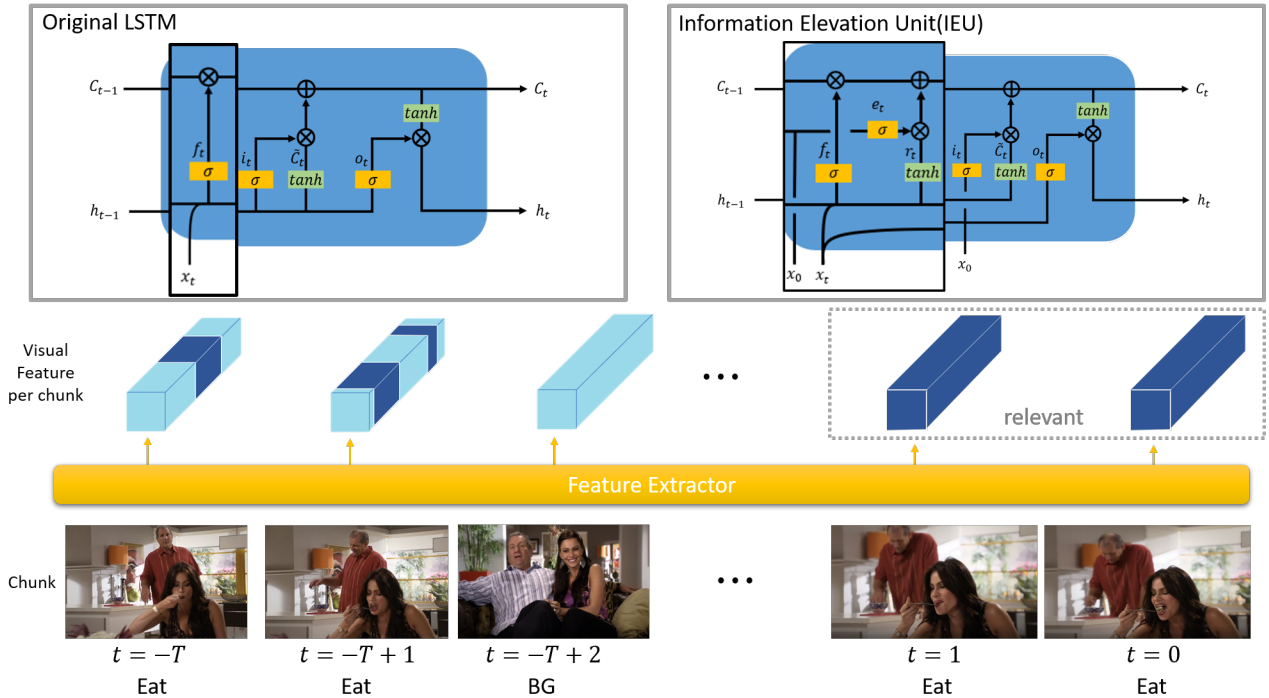 Original LSTM
C_{t-1}
C_t
tanh
f_t
i_t
C̃_t
o_t
σ
σ
tanh
σ
h_{t-1}
h_t
x_t
Information Elevation Unit(IEU)
C_{t-1}
C_t
tanh
e_t
σ
f_t
r_t
i_t
C̃_t
o_t
σ
tanh
σ
tanh
σ
h_{t-1}
h_t
x_0
x_t
x_0
Visual
Feature
per chunk
...
relevant
Feature Extractor
Chunk
...
t = −T
t = −T + 1
t = −T + 2
t = 1
t = 0
Eat
Eat
BG
Eat
Eat